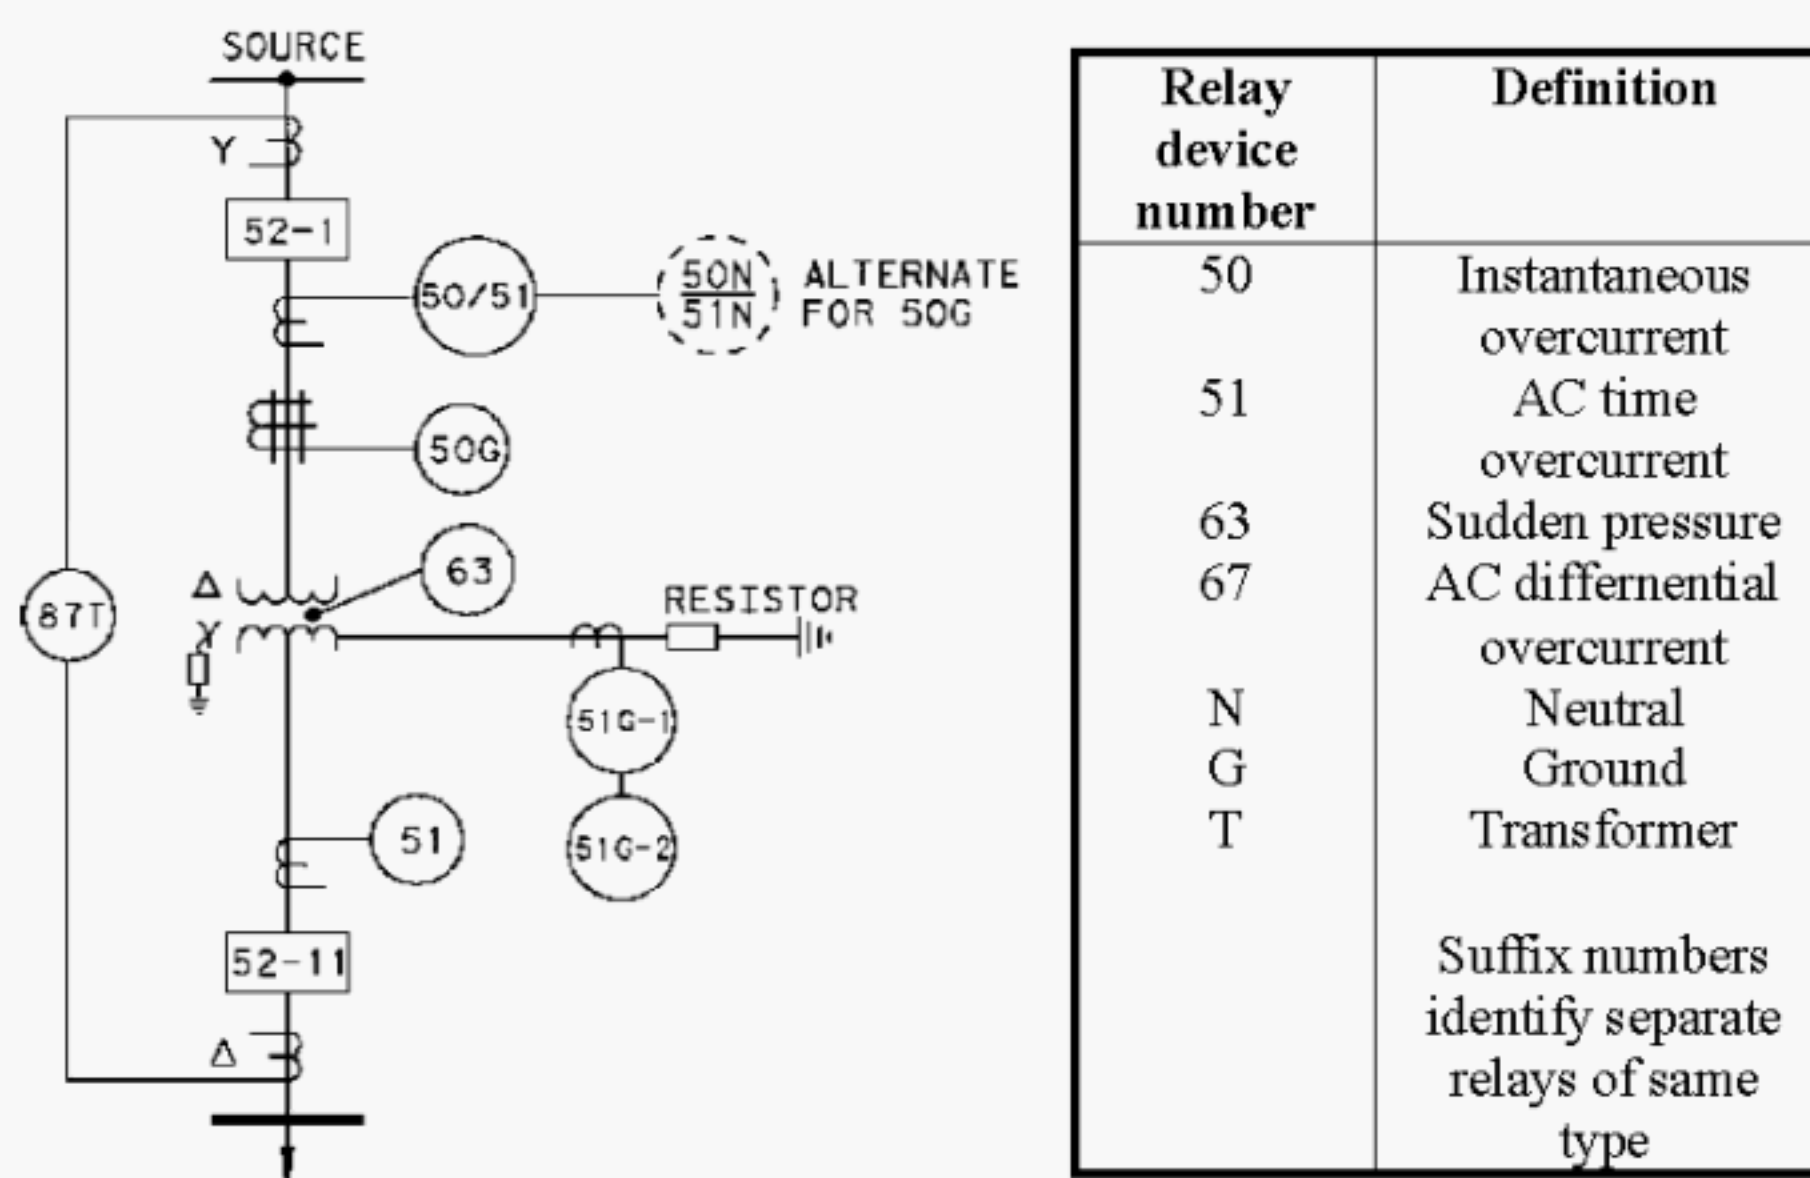 SOURCE
Y
52-1
50/51
50N
51N
ALTERNATE
FOR 50G
50G
63
Δ
Y
87T
RESISTOR
51G-1
51G-2
51
52-11
Δ
Relay
device
number
Definition
50
Instantaneous
overcurrent
51
AC time
overcurrent
63
Sudden pressure
67
AC differnential
overcurrent
N
Neutral
G
Ground
T
Transformer
Suffix numbers
identify separate
relays of same
type